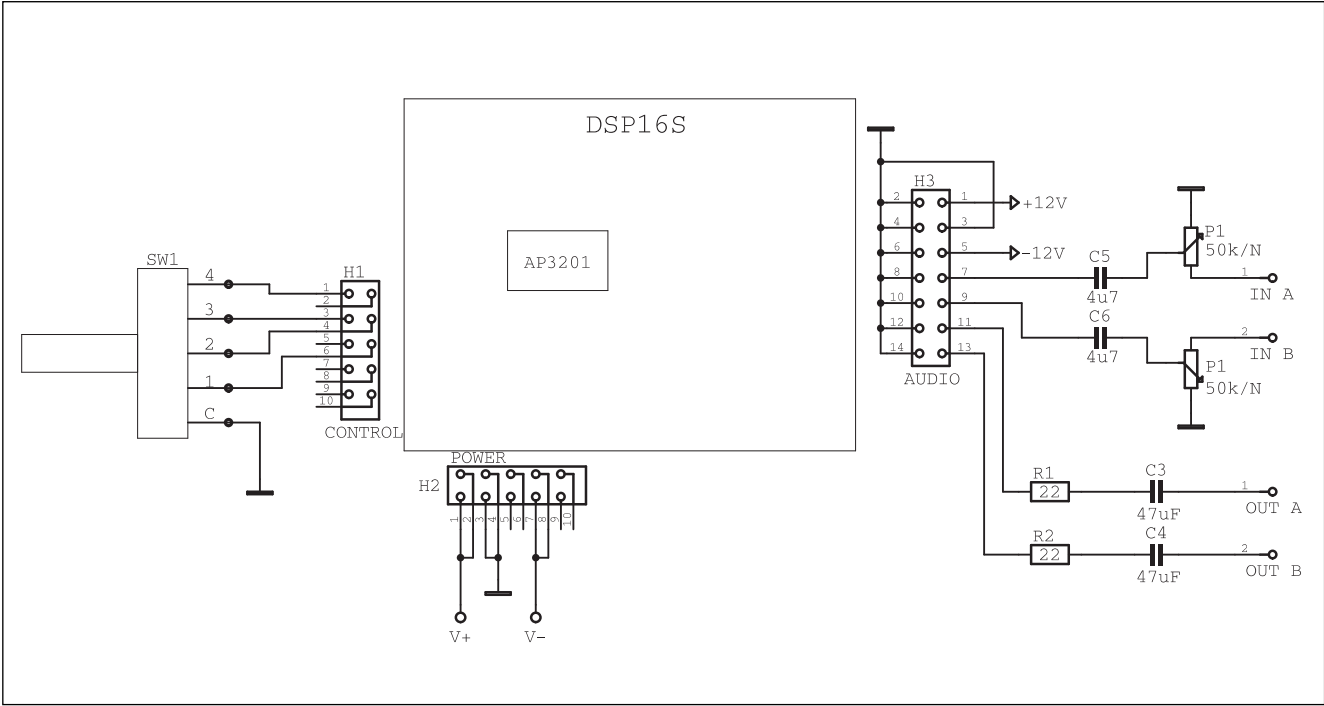 DSP16S
AP3201
SW1
4
3
2
1
C
H1
1
2
3
4
5
6
7
8
9
10
CONTROL
POWER
H2
1
2
3
4
5
6
7
8
9
10
V+
V-
H3
2
1
+12V
4
3
6
5
-12V
8
7
10
9
12
11
14
13
AUDIO
C5
4u7
C6
4u7
P1
50k/N
1
IN A
2
IN B
P1
50k/N
R1
22
C3
47uF
1
OUT A
R2
22
C4
47uF
2
OUT B